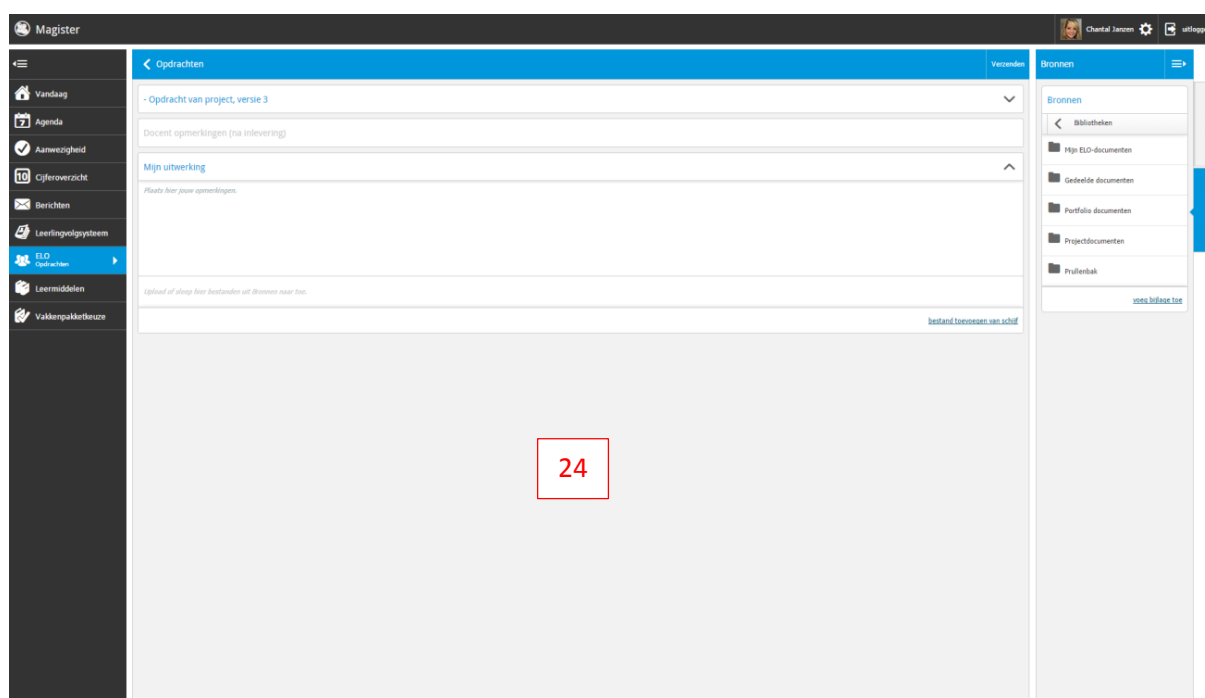 Magister
Chantal Janzen
uitlogg
Vandaag
Agenda
Aanwezigheid
10 Cijferoverzicht
Berichten
Leerlingvolgsysteem
ELO
Opdrachten
Leermiddelen
Vakkenpakketkeuze
Opdrachten
Verzenden
- Opdracht van project, versie 3
Docent opmerkingen (na inlevering)
Mijn uitwerking
Plaats hier jouw opmerkingen.
Upload of sleep hier bestanden uit Bronnen naar toe.
bestand toevoegen van schijf
24
Bronnen
Bronnen
Bibliotheken
Mijn ELO-documenten
Gedeelde documenten
Portfolio documenten
Projectdocumenten
Prullenbak
voeg bijlage toe